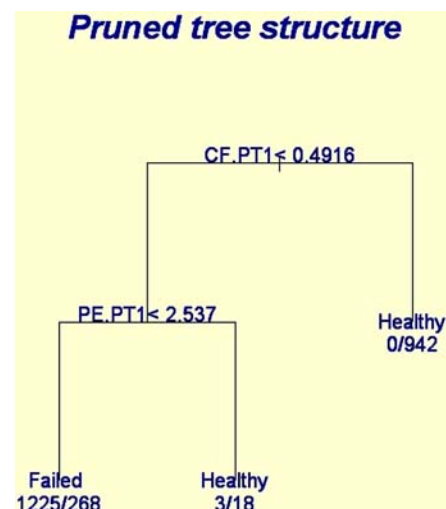 Pruned tree structure
CF.PT1< 0.4916
PE.PT1< 2.537
Healthy
0/942
Failed
1225/268
Healthy
3/18